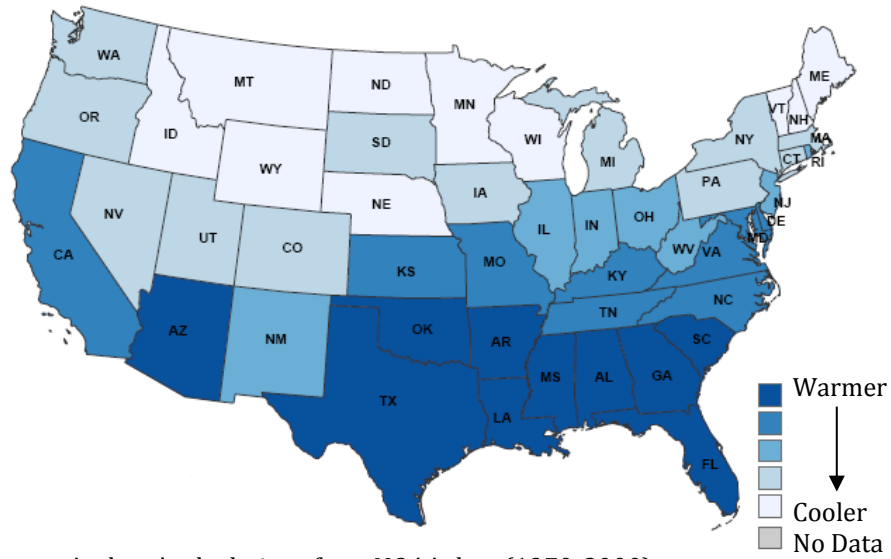 WA
MT
ND
MN
ME
VT
NH
OR
ID
SD
WI
NY
MA
WY
MI
CT
RI
IA
PA
NE
NV
NJ
UT
CO
IL
IN
OH
DE
MD
CA
KS
MO
WV
VA
KY
NC
TN
AZ
NM
OK
AR
SC
MS
AL
GA
TX
LA
FL
Warmer
Cooler
No Data